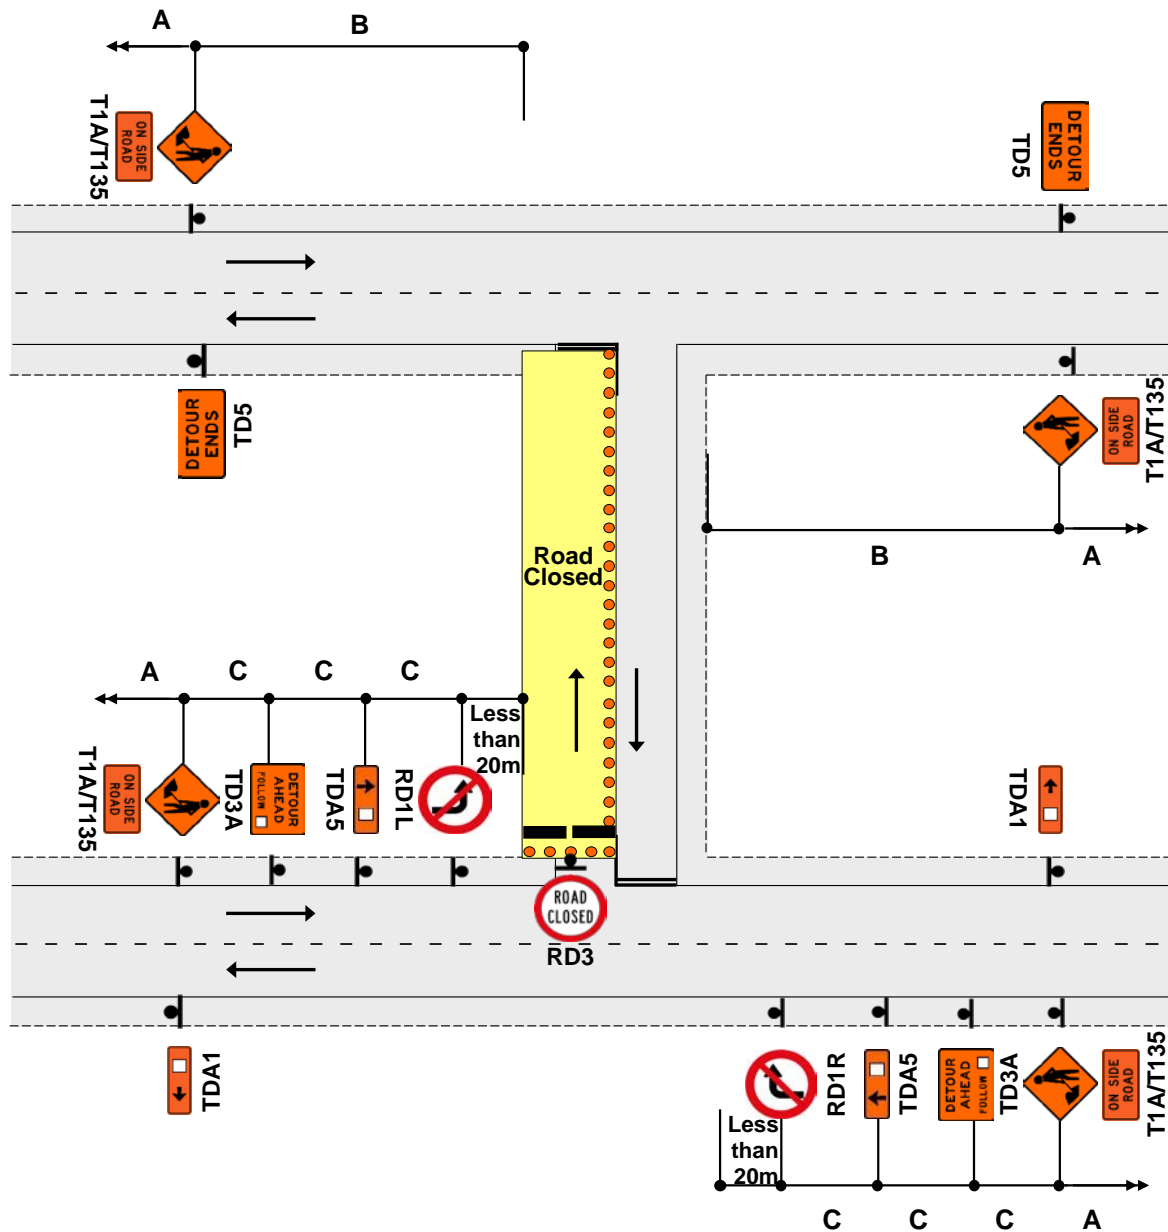 A
B
T1A/T135
ON SIDE
ROAD
TD5
DETOUR
ENDS
DETOUR
ENDS
TD5
T1A/T135
ON SIDE
ROAD
B
A
Road
Closed
A
C
C
C
Less
than
20m
T1A/T135
ON SIDE
ROAD
TD3A
DETOUR
AHEAD
FOLLOW
TDA5
RD1L
TDA1
ROAD
CLOSED
RD3
TDA1
RD1R
TDA5
DETOUR
AHEAD
FOLLOW
TD3A
ON SIDE
ROAD
T1A/T135
Less
than
20m
C
C
C
A